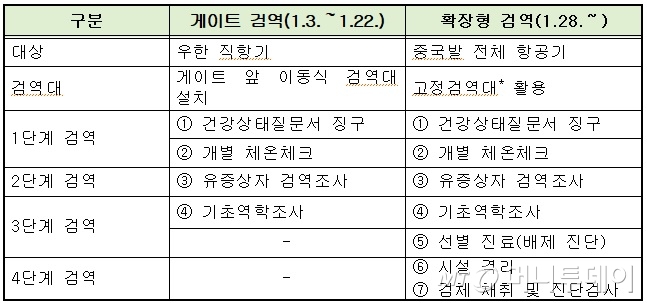 구분 게이트 검역(1.3.~1.22.) 확장형 검역(1.28.~)
대상 우한 직항기 중국발 전체 항공기
검역대 게이트 앞 이동식 검역대 설치 고정검역대* 활용
1단계 검역 ① 건강상태질문서 징구 ① 건강상태질문서 징구
② 개별 체온체크 ② 개별 체온체크
2단계 검역 ③ 유증상자 검역조사 ③ 유증상자 검역조사
3단계 검역 ④ 기초역학조사 ④ 기초역학조사
- ⑤ 선별 진료(배제 진단)
4단계 검역 - ⑥ 시설 격리
⑦ 검체 채취 및 진단검사
머니투데이